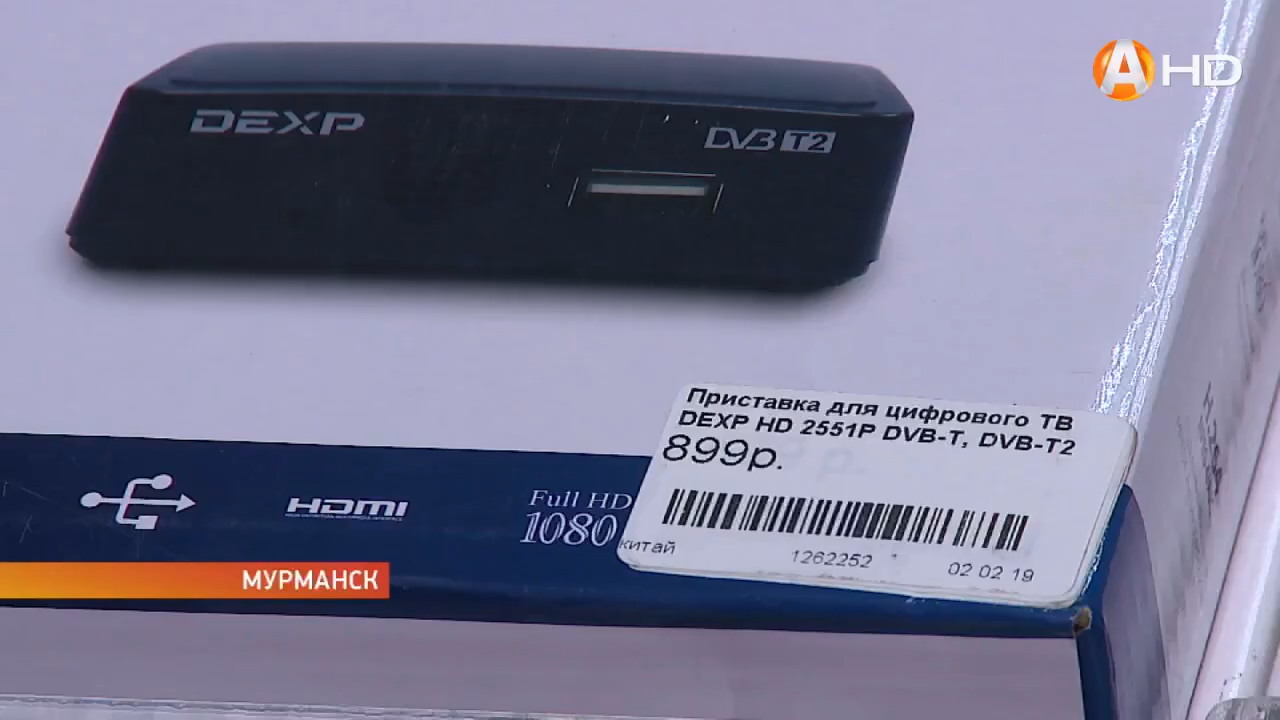 A HD
DEXP
DVB T2
Приставка для цифрового ТВ
DEXP HD 2551P DVB-T, DVB-T2
899р.
китай
1262252
02 02 19
HDMI
Full HD
1080
МУРМАНСК
H.264